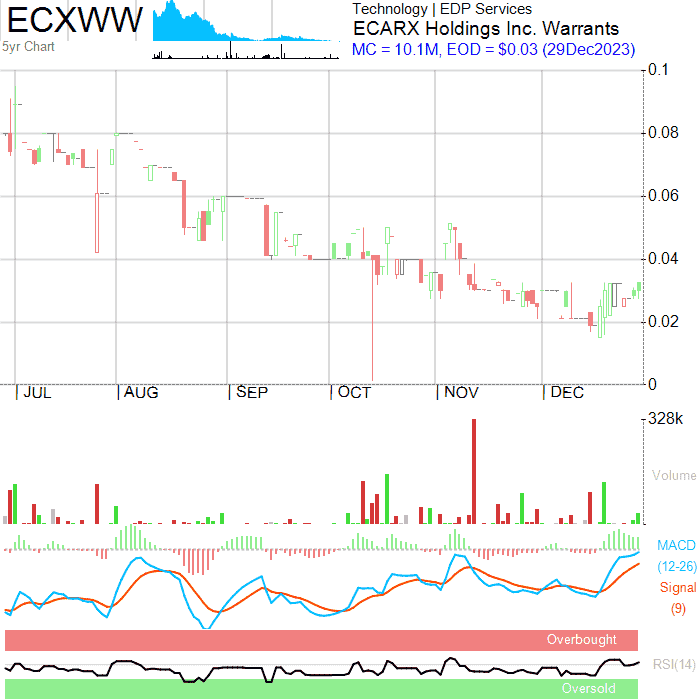 ECXWW
5yr Chart
Technology | EDP Services
ECARX Holdings Inc. Warrants
MC = 10.1M, EOD = $0.03 (29Dec2023)
0.1
0.08
0.06
0.04
0.02
0
JUL AUG SEP OCT NOV DEC
328k
Volume
MACD
(12-26)
Signal
(9)
Overbought
RSI(14)
Oversold